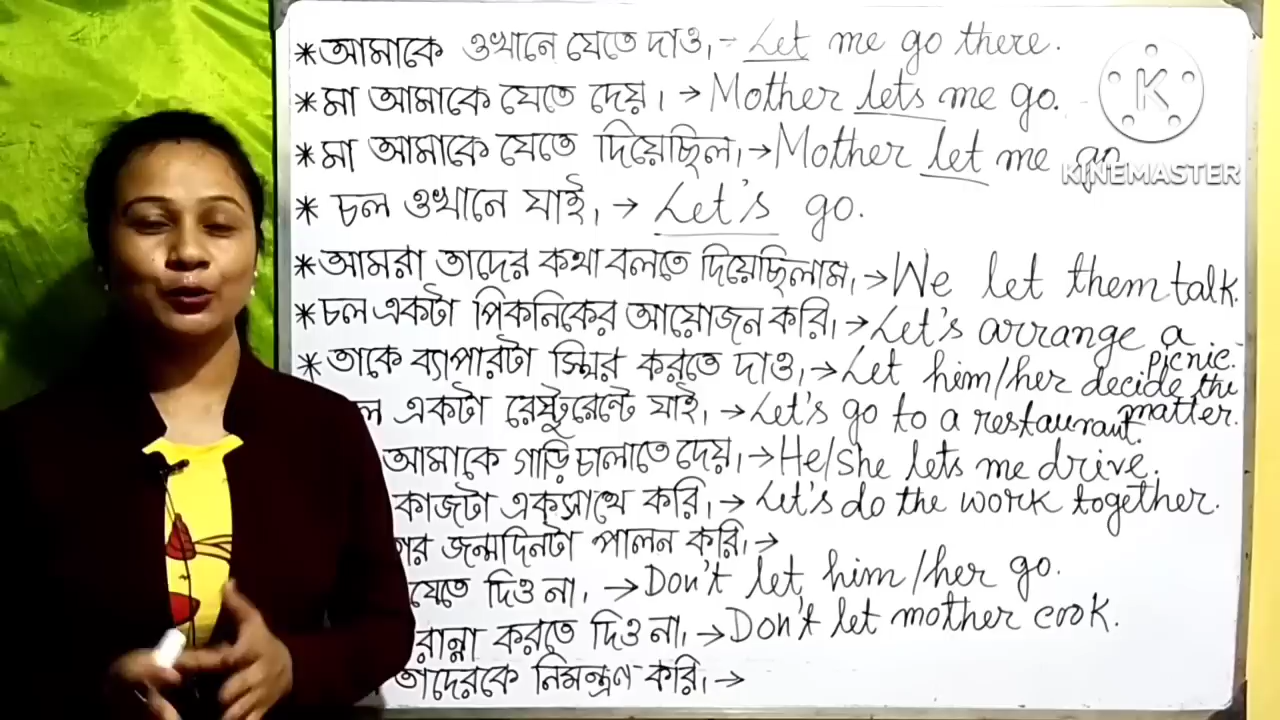 * আমাকে ওখানে যেতে দাও। - Let me go there.
* মা আমাকে যেতে দেয়। → Mother lets me go.
* মা আমাকে যেতে দিয়েছিল। → Mother let me go
* চল ওখানে যাই। → Let's go.
* আমরা তাদের কথা বলতে দিয়েছিলাম। → We let them talk.
* চল একটা পিকনিকের আয়োজন করি। → Let's arrange a picnic.
* তাকে ব্যাপারটা স্থির করতে দাও। → Let him/her decide the matter.
একটা রেষ্টুরেন্টে যাই। → Let's go to a restaurant.
আমাকে গাড়ি চালাতে দেয়। → He/she lets me drive.
কাজটা একসাথে করি। → Let's do the work together.
জন্মদিনটা পালন করি। →
যেতে দিও না। → Don't let him/her go.
রান্না করতে দিও না। → Don't let mother cook.
তাদেরকে নিমন্ত্রণ করি। →
K
KINEMASTER